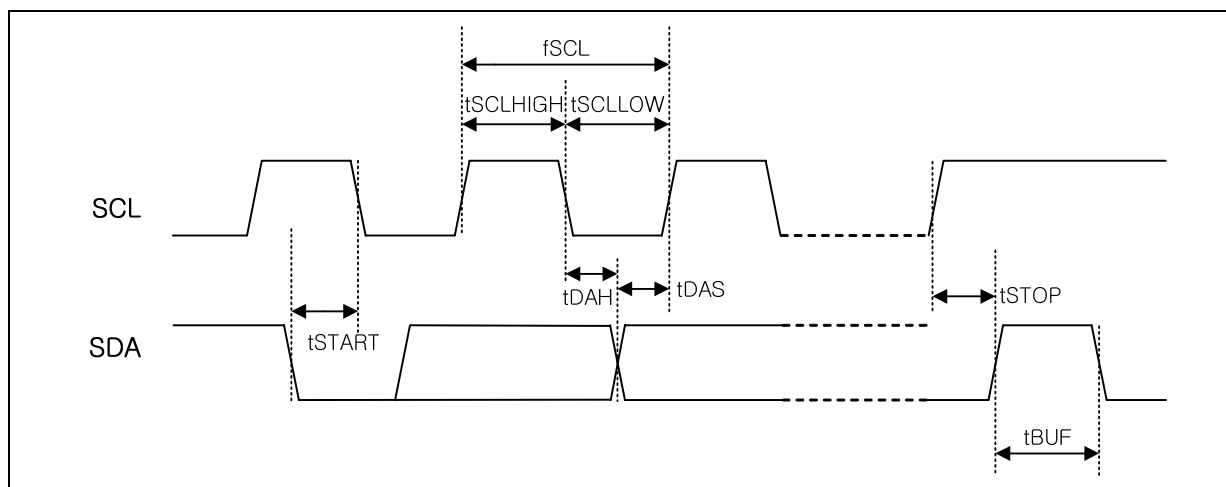 fSCL
tSCLHIGH tSCLLOW
SCL
tDAH tDAS
tSTOP
tSTART
SDA
tBUF